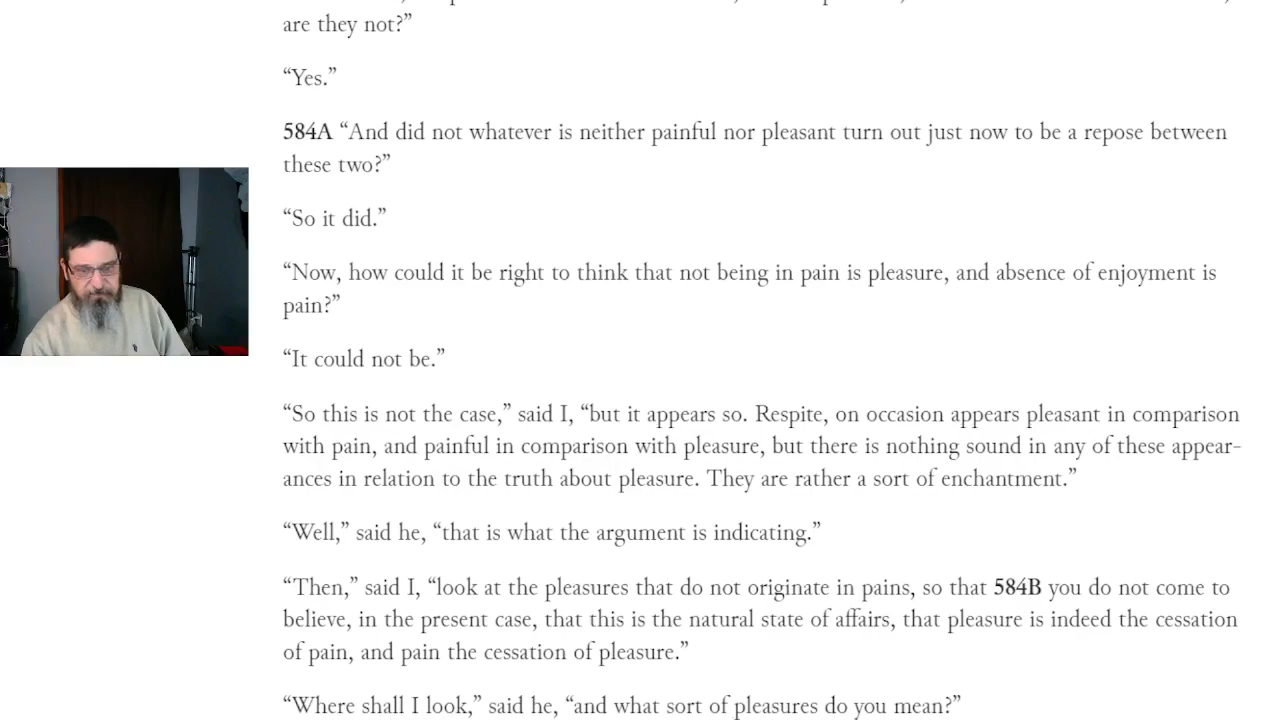 are they not?”
“Yes.”
584A “And did not whatever is neither painful nor pleasant turn out just now to be a repose between
these two?”
“So it did.”
“Now, how could it be right to think that not being in pain is pleasure, and absence of enjoyment is
pain?”
“It could not be.”
“So this is not the case,” said I, “but it appears so. Respite, on occasion appears pleasant in comparison
with pain, and painful in comparison with pleasure, but there is nothing sound in any of these appear-
ances in relation to the truth about pleasure. They are rather a sort of enchantment.”
“Well,” said he, “that is what the argument is indicating.”
“Then,” said I, “look at the pleasures that do not originate in pains, so that 584B you do not come to
believe, in the present case, that this is the natural state of affairs, that pleasure is indeed the cessation
of pain, and pain the cessation of pleasure.”
“Where shall I look,” said he, “and what sort of pleasures do you mean?”